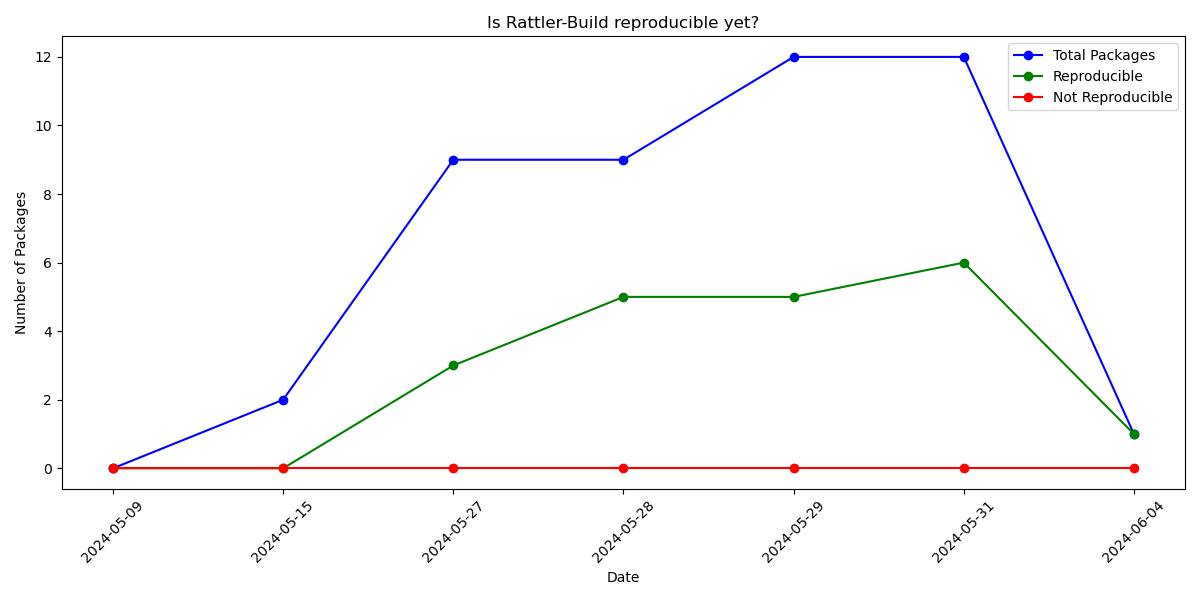 Is Rattler-Build reproducible yet?
Total Packages
Reproducible
Not Reproducible
Number of Packages
12
10
8
6
4
2
0
2024-05-09
2024-05-15
2024-05-27
2024-05-28
2024-05-29
2024-05-31
2024-06-04
Date